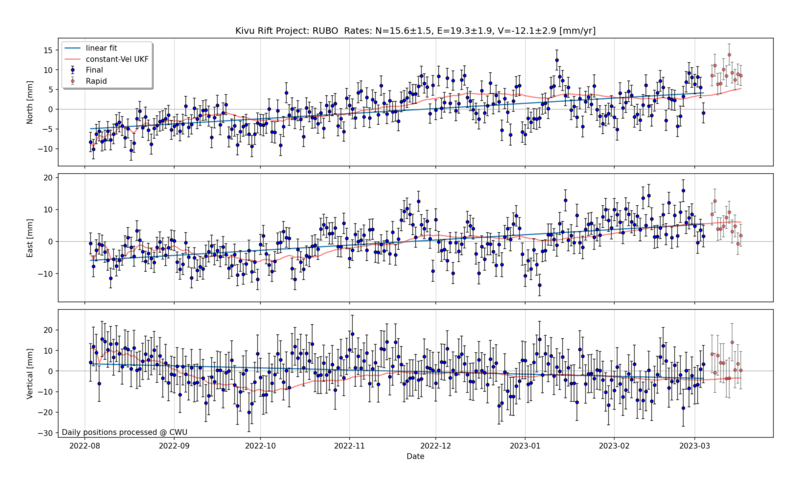 Kivu Rift Project: RUBO  Rates: N=15.6±1.5, E=19.3±1.9, V=-12.1±2.9 [mm/yr]
linear fit
constant-Vel UKF
Final
Rapid
North [mm]
15
10
5
0
−5
−10
East [mm]
20
10
0
−10
Vertical [mm]
20
10
0
−10
−20
−30
Daily positions processed @ CWU
2022-08 2022-09 2022-10 2022-11 2022-12 2023-01 2023-02 2023-03
Date